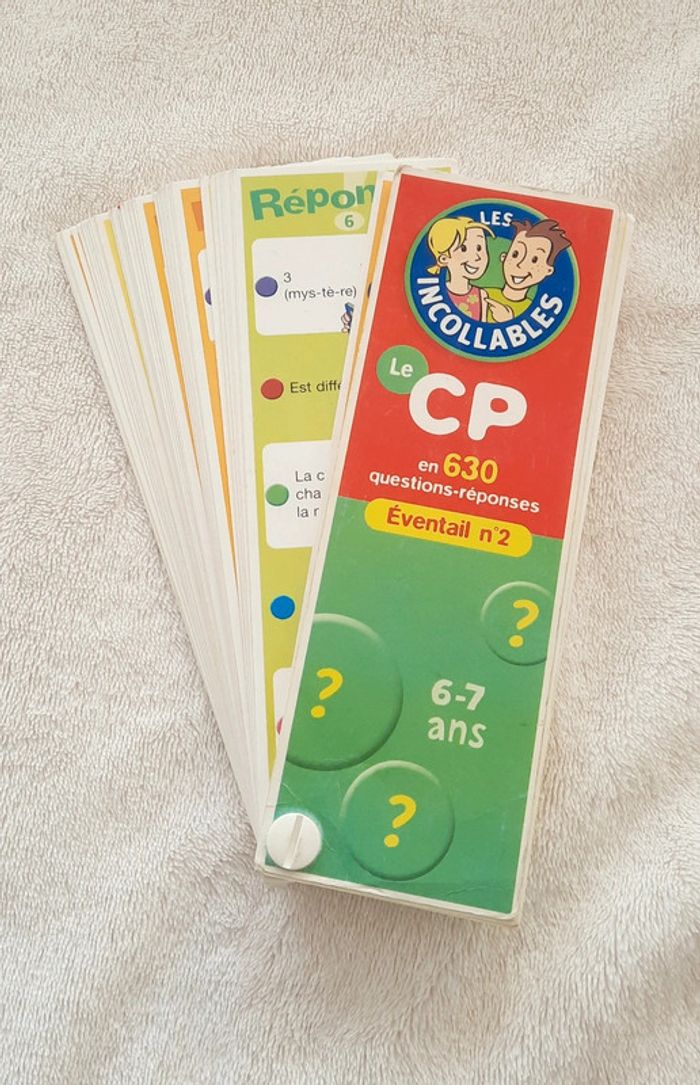 Répon
6
3
(mys-tè-re)
Est diffé
La c
cha
la r
LES
INCOLLABLES
Le
CP
en 630
questions-réponses
Éventail n°2
?
?
6-7
ans
?